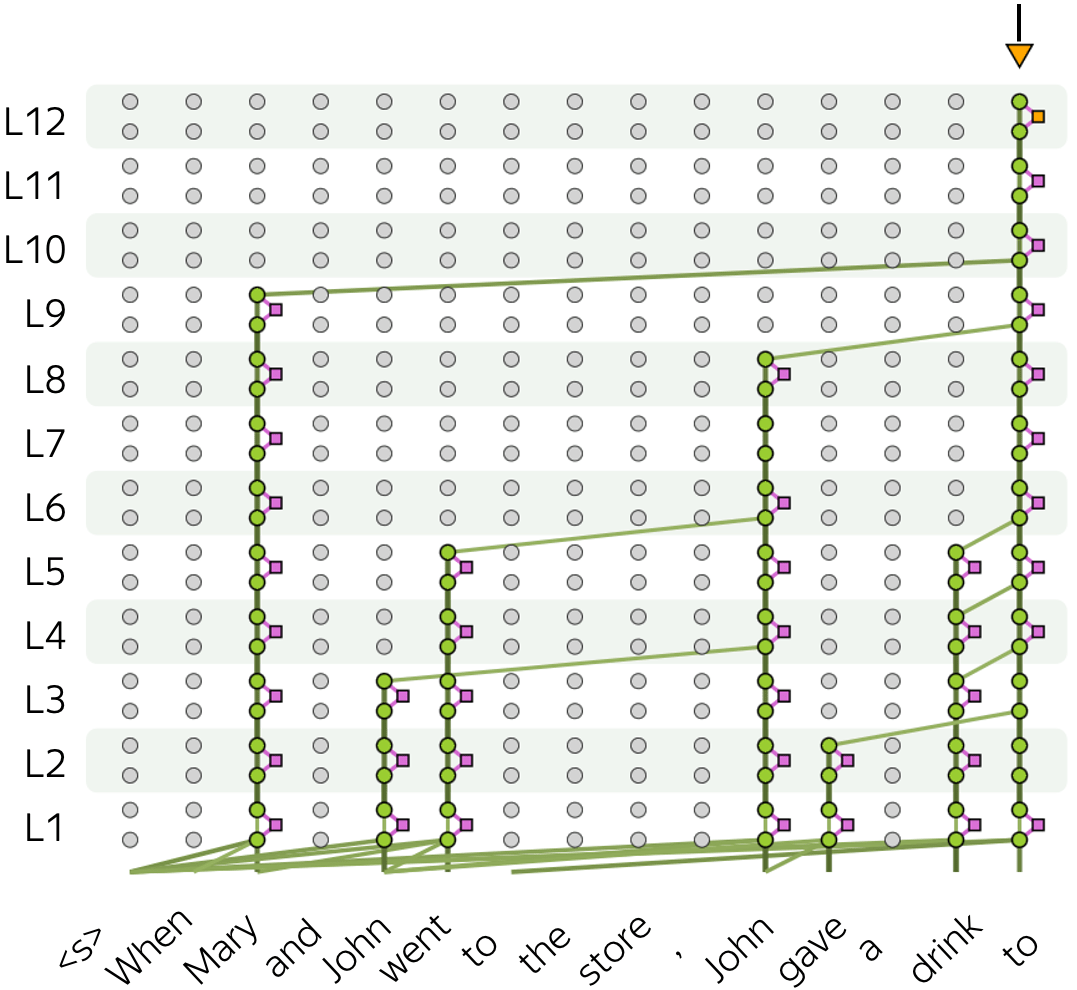 L12
L11
L10
L9
L8
L7
L6
L5
L4
L3
L2
L1
<s> When Mary and John went to the store , John gave a drink to